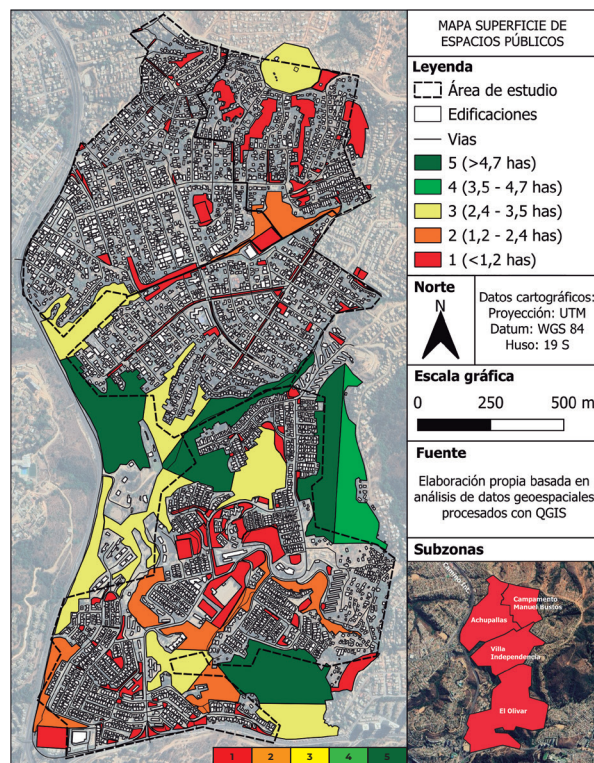 MAPA SUPERFICIE DE
ESPACIOS PÚBLICOS
Leyenda
Área de estudio
Edificaciones
Vias
5 (>4,7 has)
4 (3,5 - 4,7 has)
3 (2,4 - 3,5 has)
2 (1,2 - 2,4 has)
1 (<1,2 has)
Norte
N
Datos cartográficos:
Proyección: UTM
Datum: WGS 84
Huso: 19 S
Escala gráfica
0 250 500 m
Fuente
Elaboración propia basada en
análisis de datos geoespaciales
procesados con QGIS
Subzonas
Campamento
Manuel Bustos
Achupallas
Villa
Independencia
El Olivar
1 2 3 4 5